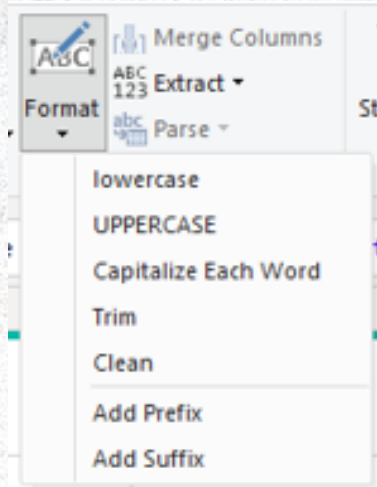 ABC
Format
Merge Columns
ABC
123 Extract
abc Parse
St
lowercase
UPPERCASE
Capitalize Each Word
Trim
Clean
Add Prefix
Add Suffix